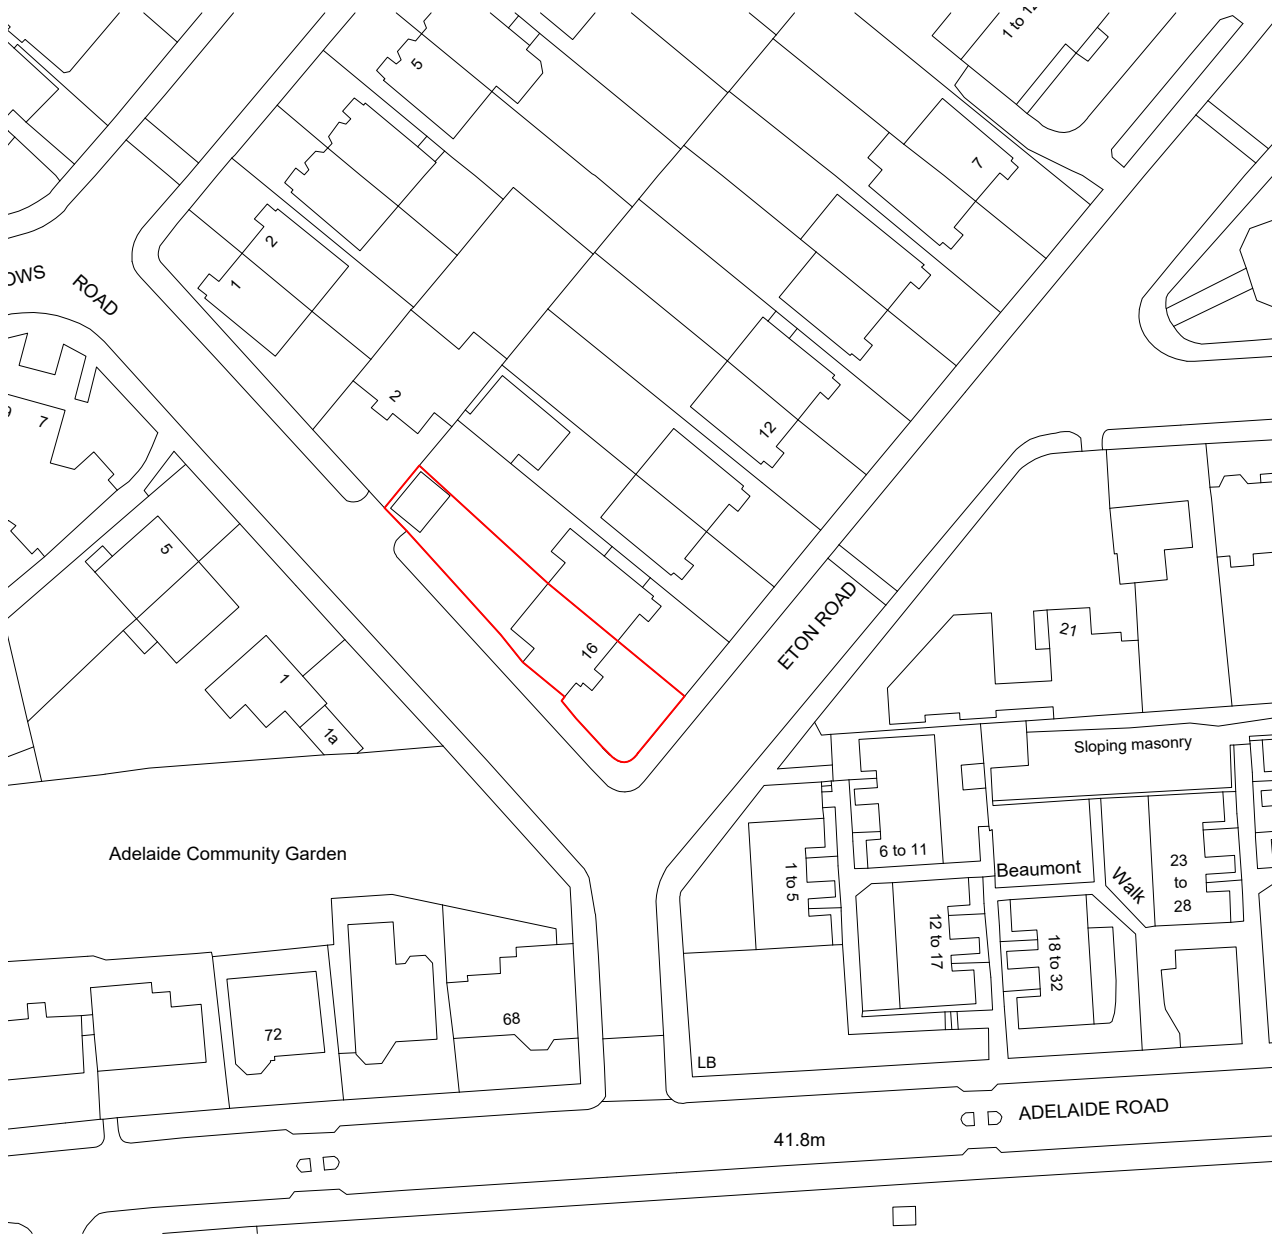 1 to 12
5
7
2
1
OWS
ROAD
2
7
12
5
16
ETON ROAD
21
1
1a
Sloping masonry
Adelaide Community Garden
6 to 11
1 to 5
Beaumont
Walk
23
to
28
12 to 17
18 to 32
72
68
LB
ADELAIDE ROAD
41.8m